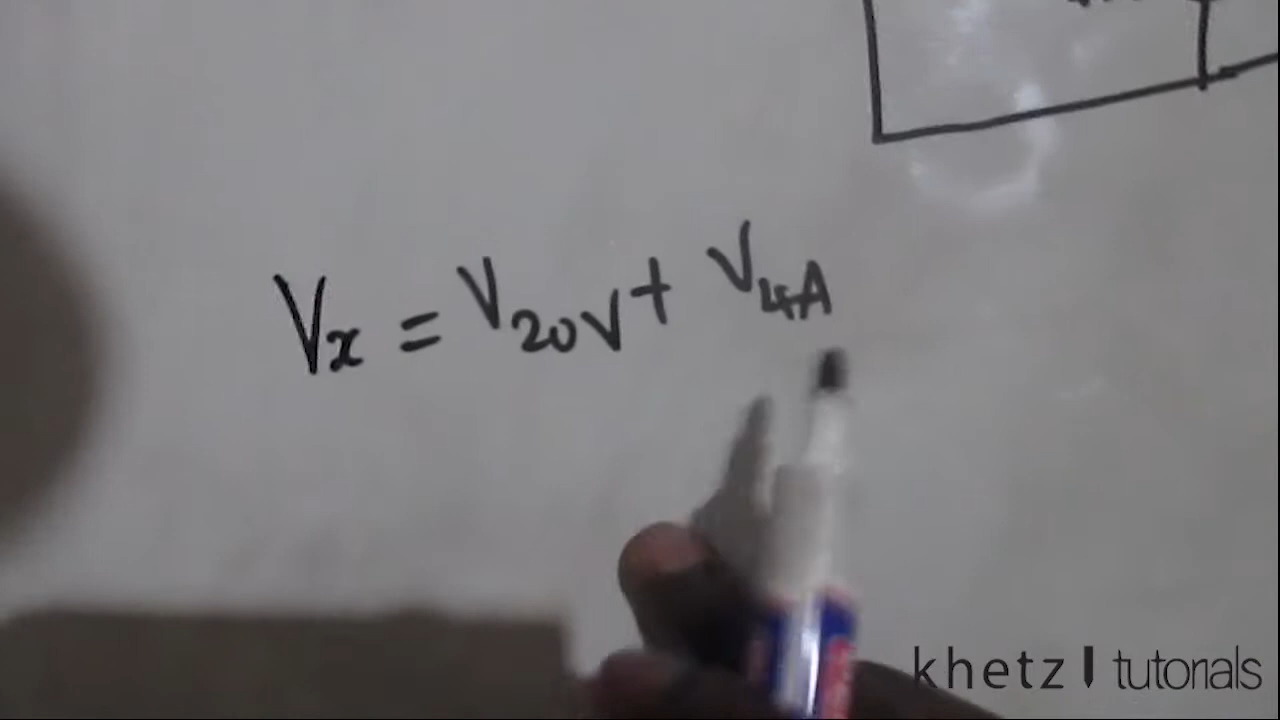 Vx = V20V + V4A
khetz tutorials